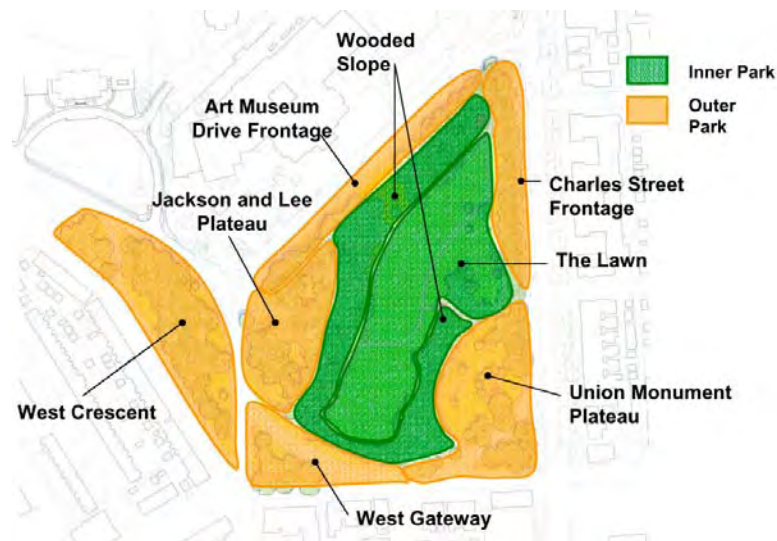 Wooded
Slope
Inner Park
Outer
Park
Art Museum
Drive Frontage
Charles Street
Frontage
Jackson and Lee
Plateau
The Lawn
Union Monument
Plateau
West Crescent
West Gateway